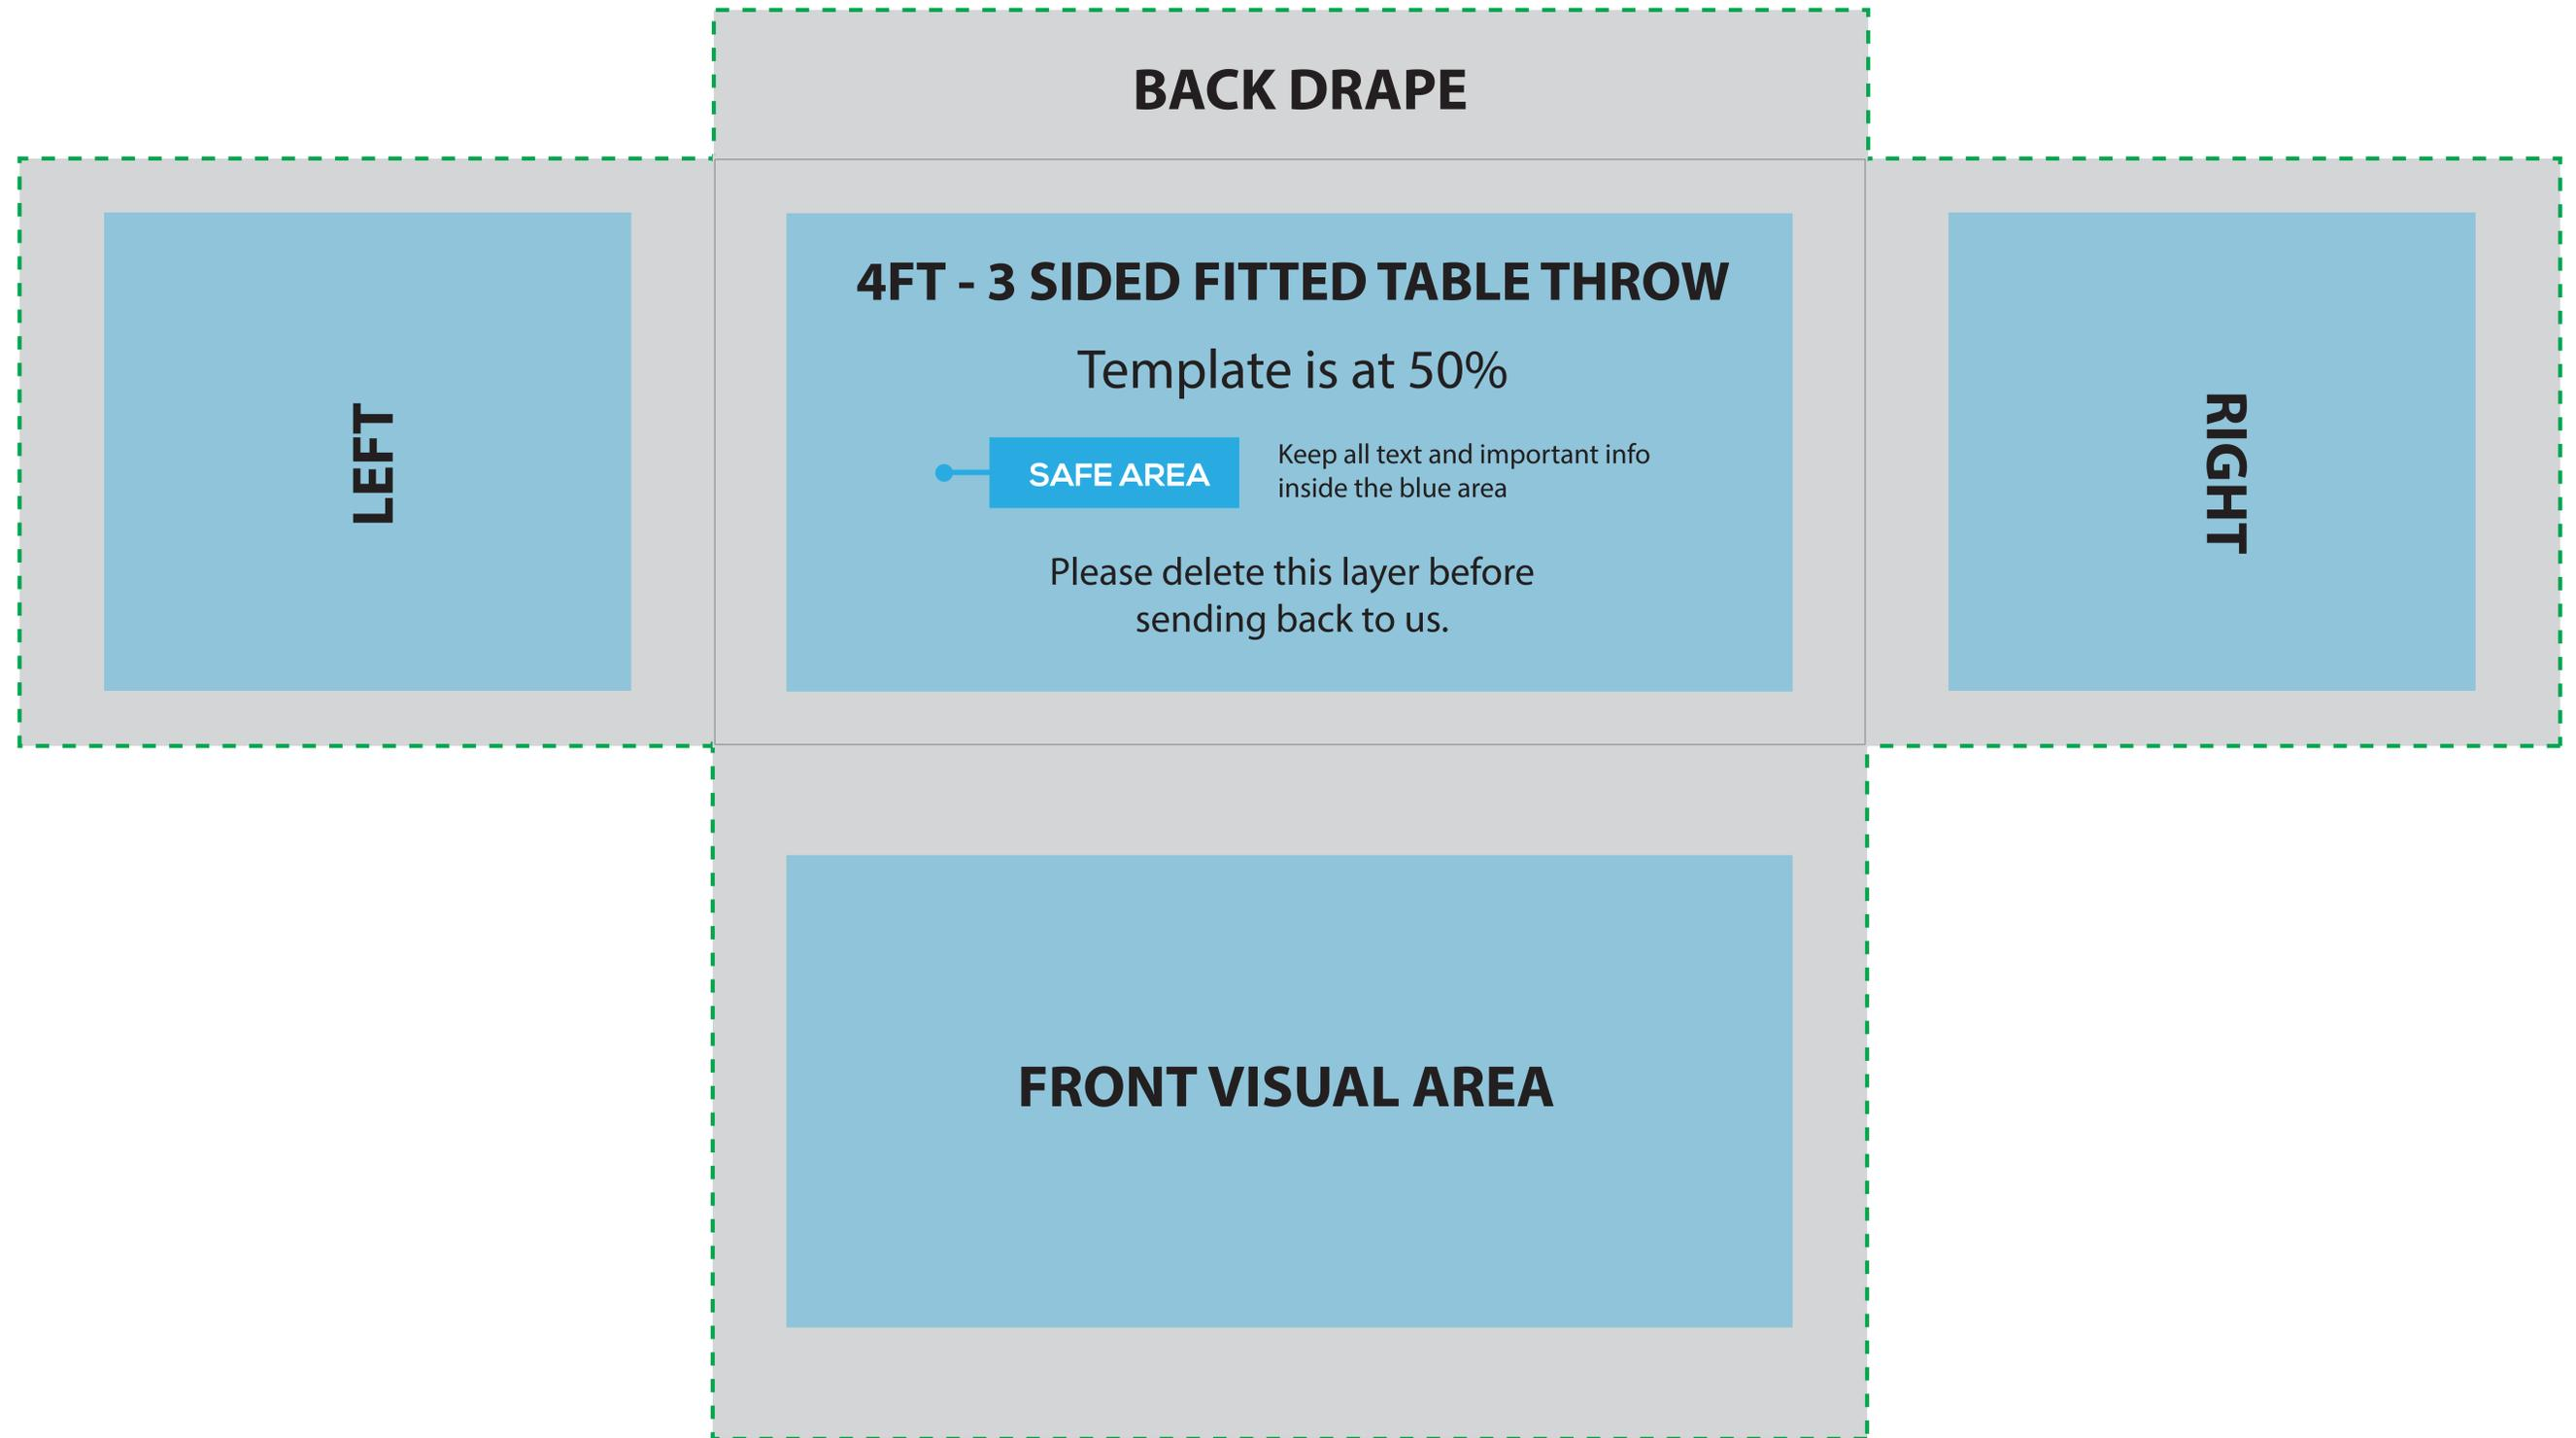 BACK DRAPE
4FT - 3 SIDED FITTED TABLE THROW
Template is at 50%
SAFE AREA
Keep all text and important info
inside the blue area
Please delete this layer before
sending back to us.
LEFT
RIGHT
FRONT VISUAL AREA